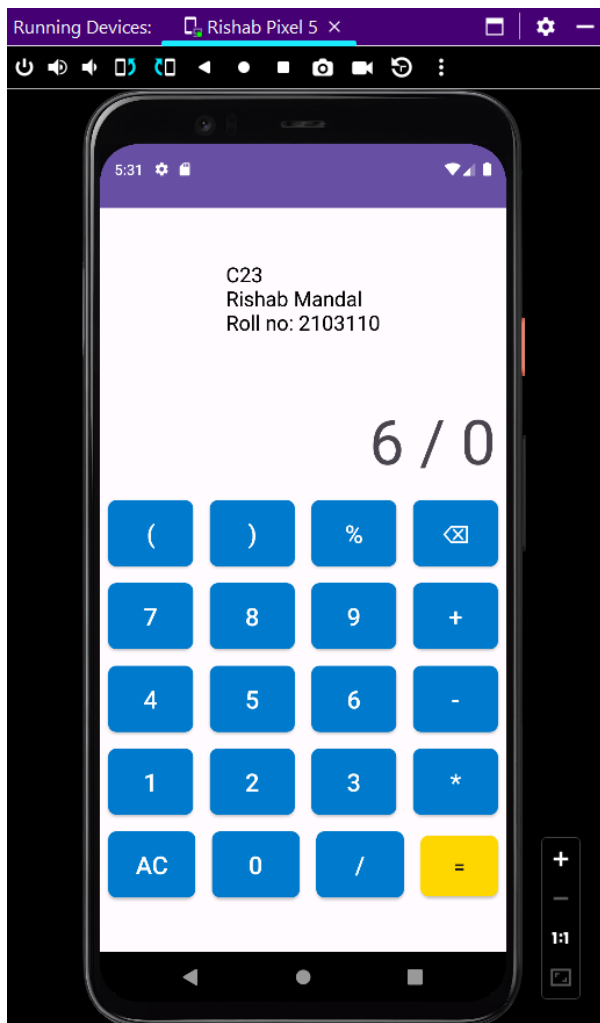 Running Devices: Rishab Pixel 5
5:31
C23
Rishab Mandal
Roll no: 2103110
6 / 0
( ) %
7 8 9 +
4 5 6 -
1 2 3 *
AC 0 / =
1:1